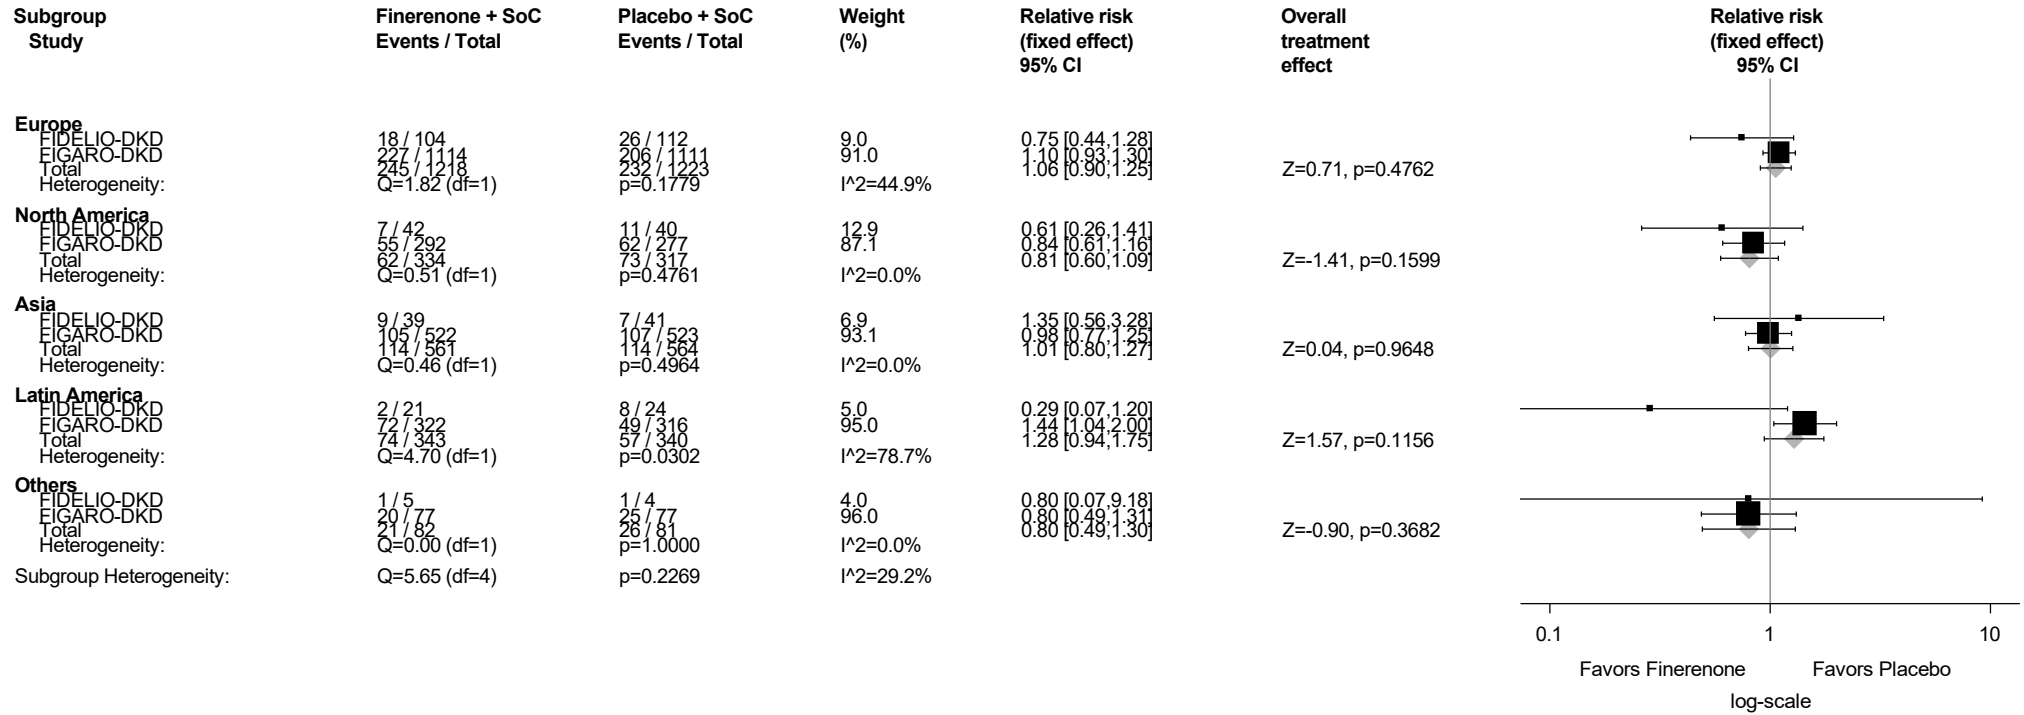 Subgroup Finerenone + SoC Placebo + SoC Weight Relative risk Overall Relative risk
Study Events / Total Events / Total (%) (fixed effect) treatment (fixed effect)
95% CI effect 95% CI
Europe
FIDELIO-DKD 18 / 104 26 / 112 9.0 0.75 [0.44,1.28]
FIGARO-DKD 227 / 1114 206 / 1111 91.0 1.10 [0.93,1.30]
Total 245 / 1218 232 / 1223 1.06 [0.90,1.25] Z=0.71, p=0.4762
Heterogeneity: Q=1.82 (df=1) p=0.1779 I^2=44.9%
North America
FIDELIO-DKD 7 / 42 11 / 40 12.9 0.61 [0.26,1.41]
FIGARO-DKD 55 / 292 62 / 277 87.1 0.84 [0.61,1.16]
Total 62 / 334 73 / 317 0.81 [0.60,1.09] Z=-1.41, p=0.1599
Heterogeneity: Q=0.51 (df=1) p=0.4761 I^2=0.0%
Asia
FIDELIO-DKD 9 / 39 7 / 41 6.9 1.35 [0.56,3.28]
FIGARO-DKD 105 / 522 107 / 523 93.1 0.98 [0.77,1.25]
Total 114 / 561 114 / 564 1.01 [0.80,1.27] Z=0.04, p=0.9648
Heterogeneity: Q=0.46 (df=1) p=0.4964 I^2=0.0%
Latin America
FIDELIO-DKD 2 / 21 8 / 24 5.0 0.29 [0.07,1.20]
FIGARO-DKD 72 / 322 49 / 316 95.0 1.44 [1.04,2.00]
Total 74 / 343 57 / 340 1.28 [0.94,1.75] Z=1.57, p=0.1156
Heterogeneity: Q=4.70 (df=1) p=0.0302 I^2=78.7%
Others
FIDELIO-DKD 1 / 5 1 / 4 4.0 0.80 [0.07,9.18]
FIGARO-DKD 20 / 77 25 / 77 96.0 0.80 [0.49,1.31]
Total 21 / 82 26 / 81 0.80 [0.49,1.30] Z=-0.90, p=0.3682
Heterogeneity: Q=0.00 (df=1) p=1.0000 I^2=0.0%
Subgroup Heterogeneity: Q=5.65 (df=4) p=0.2269 I^2=29.2%
0.1 1 10
Favors Finerenone Favors Placebo
log-scale